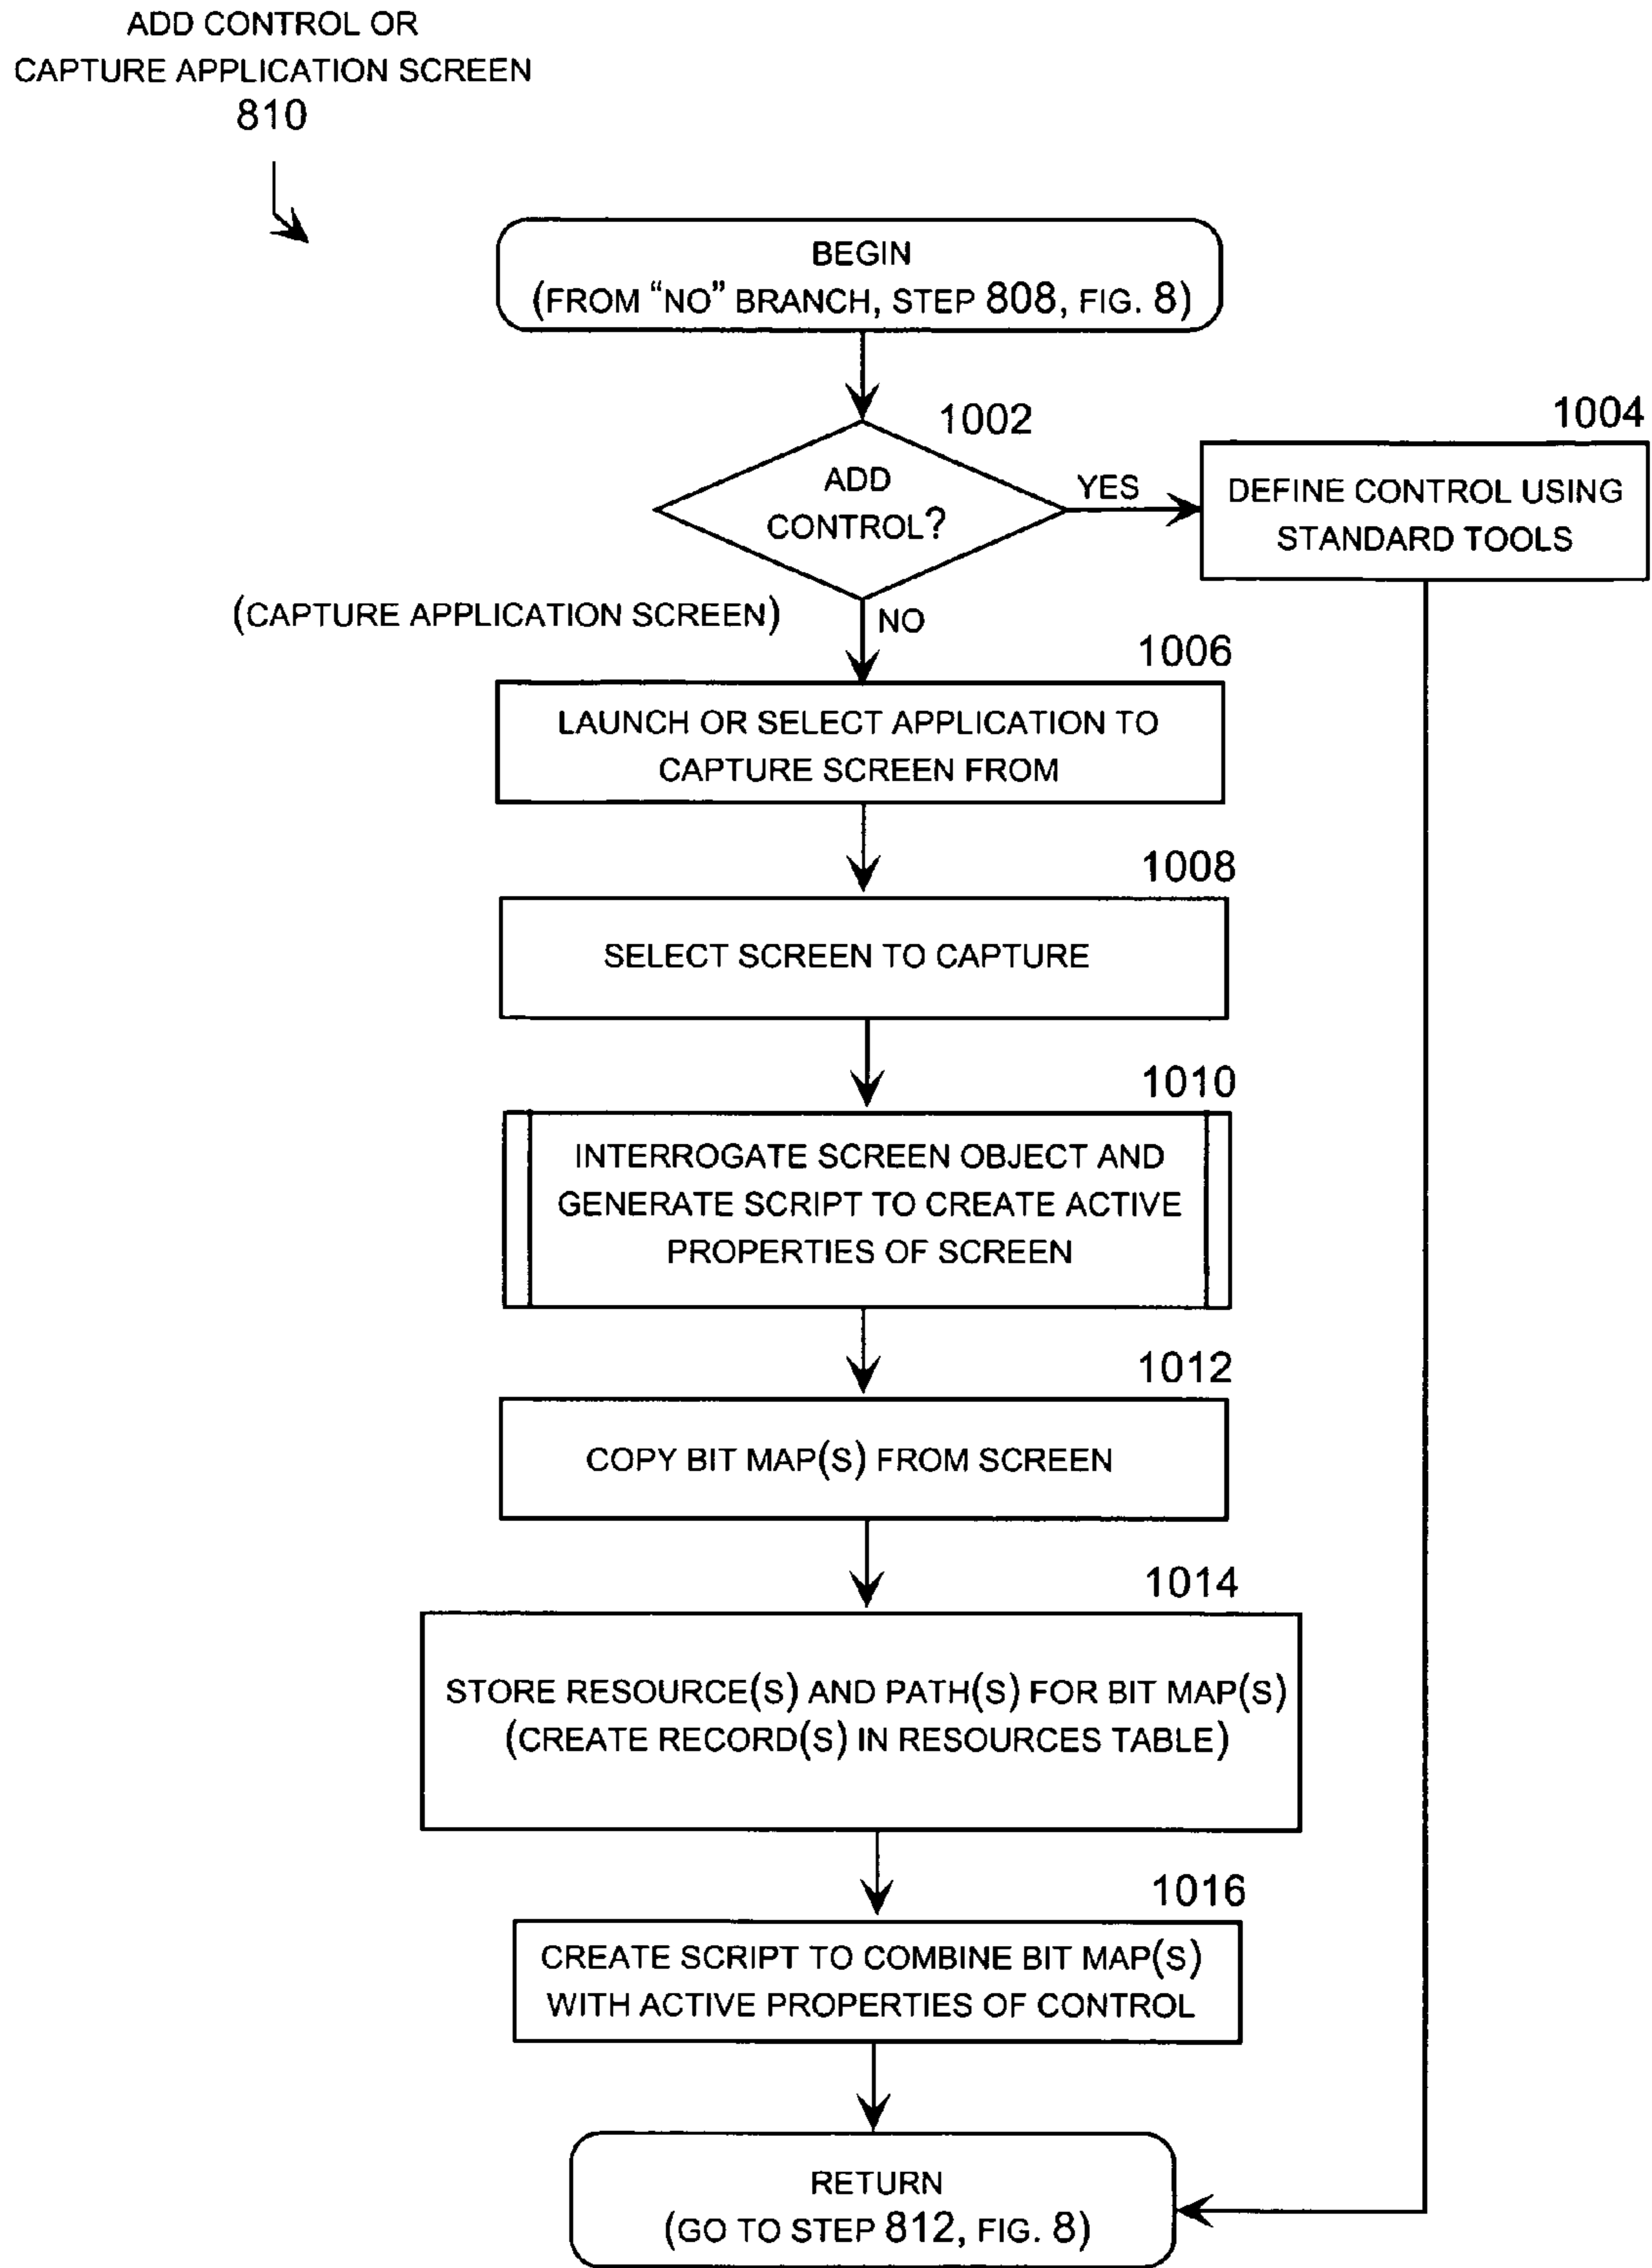 ADD CONTROL OR
CAPTURE APPLICATION SCREEN
810
BEGIN
(FROM “NO” BRANCH, STEP 808, FIG. 8)
1002
ADD
CONTROL?
YES
1004
DEFINE CONTROL USING
STANDARD TOOLS
(CAPTURE APPLICATION SCREEN)
NO
1006
LAUNCH OR SELECT APPLICATION TO
CAPTURE SCREEN FROM
1008
SELECT SCREEN TO CAPTURE
1010
INTERROGATE SCREEN OBJECT AND
GENERATE SCRIPT TO CREATE ACTIVE
PROPERTIES OF SCREEN
1012
COPY BIT MAP(S) FROM SCREEN
1014
STORE RESOURCE(S) AND PATH(S) FOR BIT MAP(S)
(CREATE RECORD(S) IN RESOURCES TABLE)
1016
CREATE SCRIPT TO COMBINE BIT MAP(S)
WITH ACTIVE PROPERTIES OF CONTROL
RETURN
(GO TO STEP 812, FIG. 8)